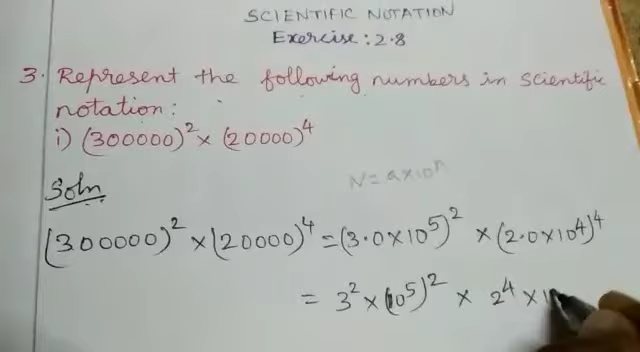 SCIENTIFIC NOTATION
Exercise : 2.8
3. Represent the following numbers in scientific
notation :
i) (300000)² × (20000)⁴
N = a×10ⁿ
Soln
(300000)² × (20000)⁴ = (3.0×10⁵)² × (2.0×10⁴)⁴
= 3² × (10⁵)² × 2⁴ × 1